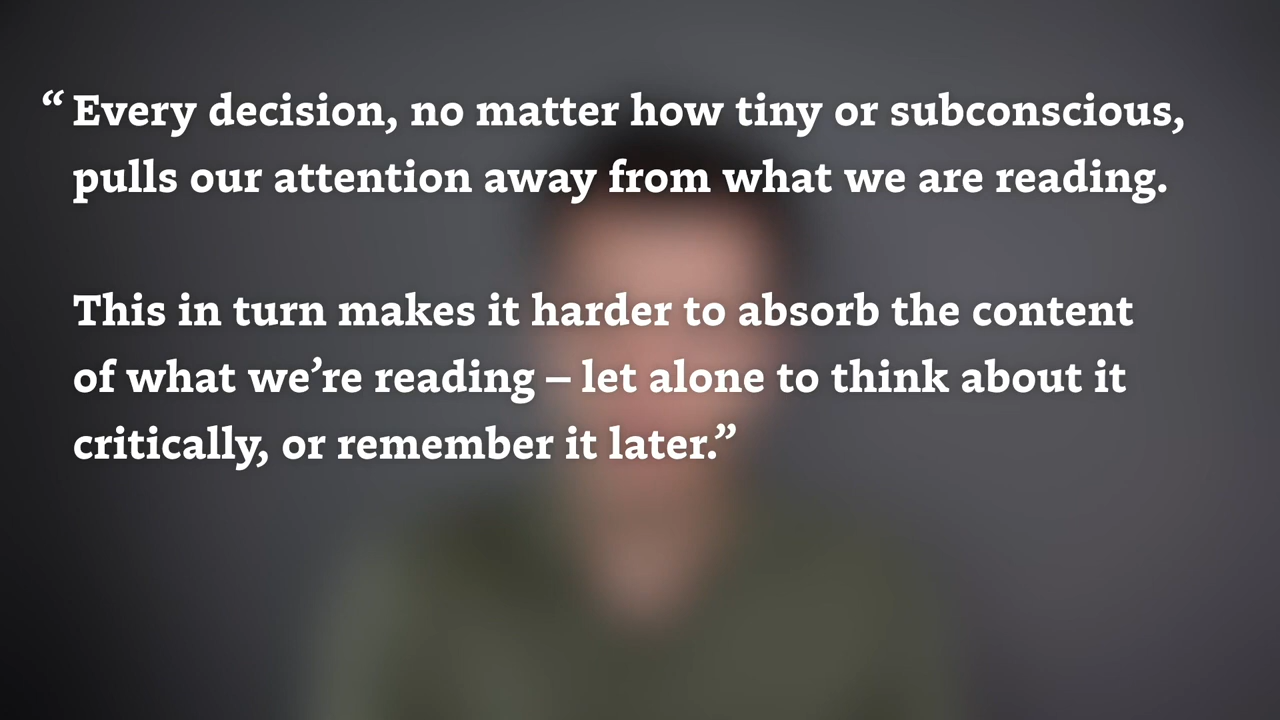 “Every decision, no matter how tiny or subconscious,
pulls our attention away from what we are reading.
This in turn makes it harder to absorb the content
of what we’re reading – let alone to think about it
critically, or remember it later.”